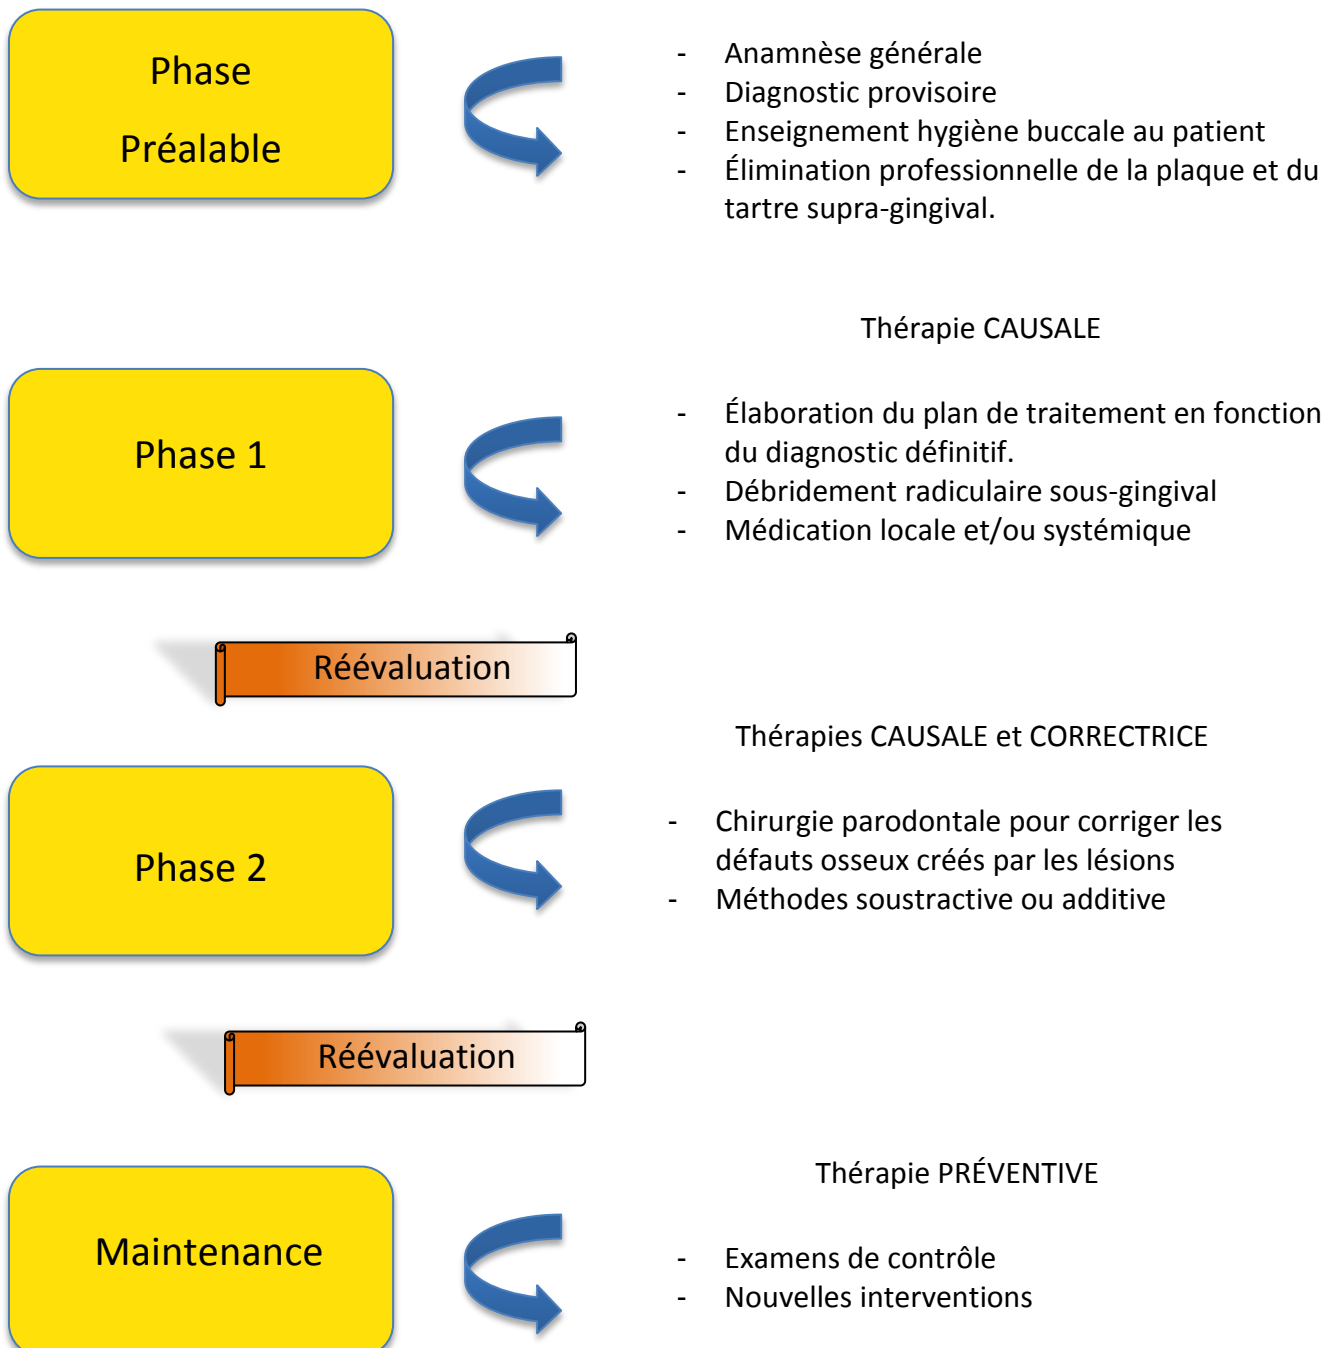 Phase
Préalable
- Anamnèse générale
- Diagnostic provisoire
- Enseignement hygiène buccale au patient
- Élimination professionnelle de la plaque et du
tartre supra-gingival.
Thérapie CAUSALE
Phase 1
- Élaboration du plan de traitement en fonction
du diagnostic définitif.
- Débridement radiculaire sous-gingival
- Médication locale et/ou systémique
Réévaluation
Thérapies CAUSALE et CORRECTRICE
Phase 2
- Chirurgie parodontale pour corriger les
défauts osseux créés par les lésions
- Méthodes soustractive ou additive
Réévaluation
Thérapie PRÉVENTIVE
Maintenance
- Examens de contrôle
- Nouvelles interventions